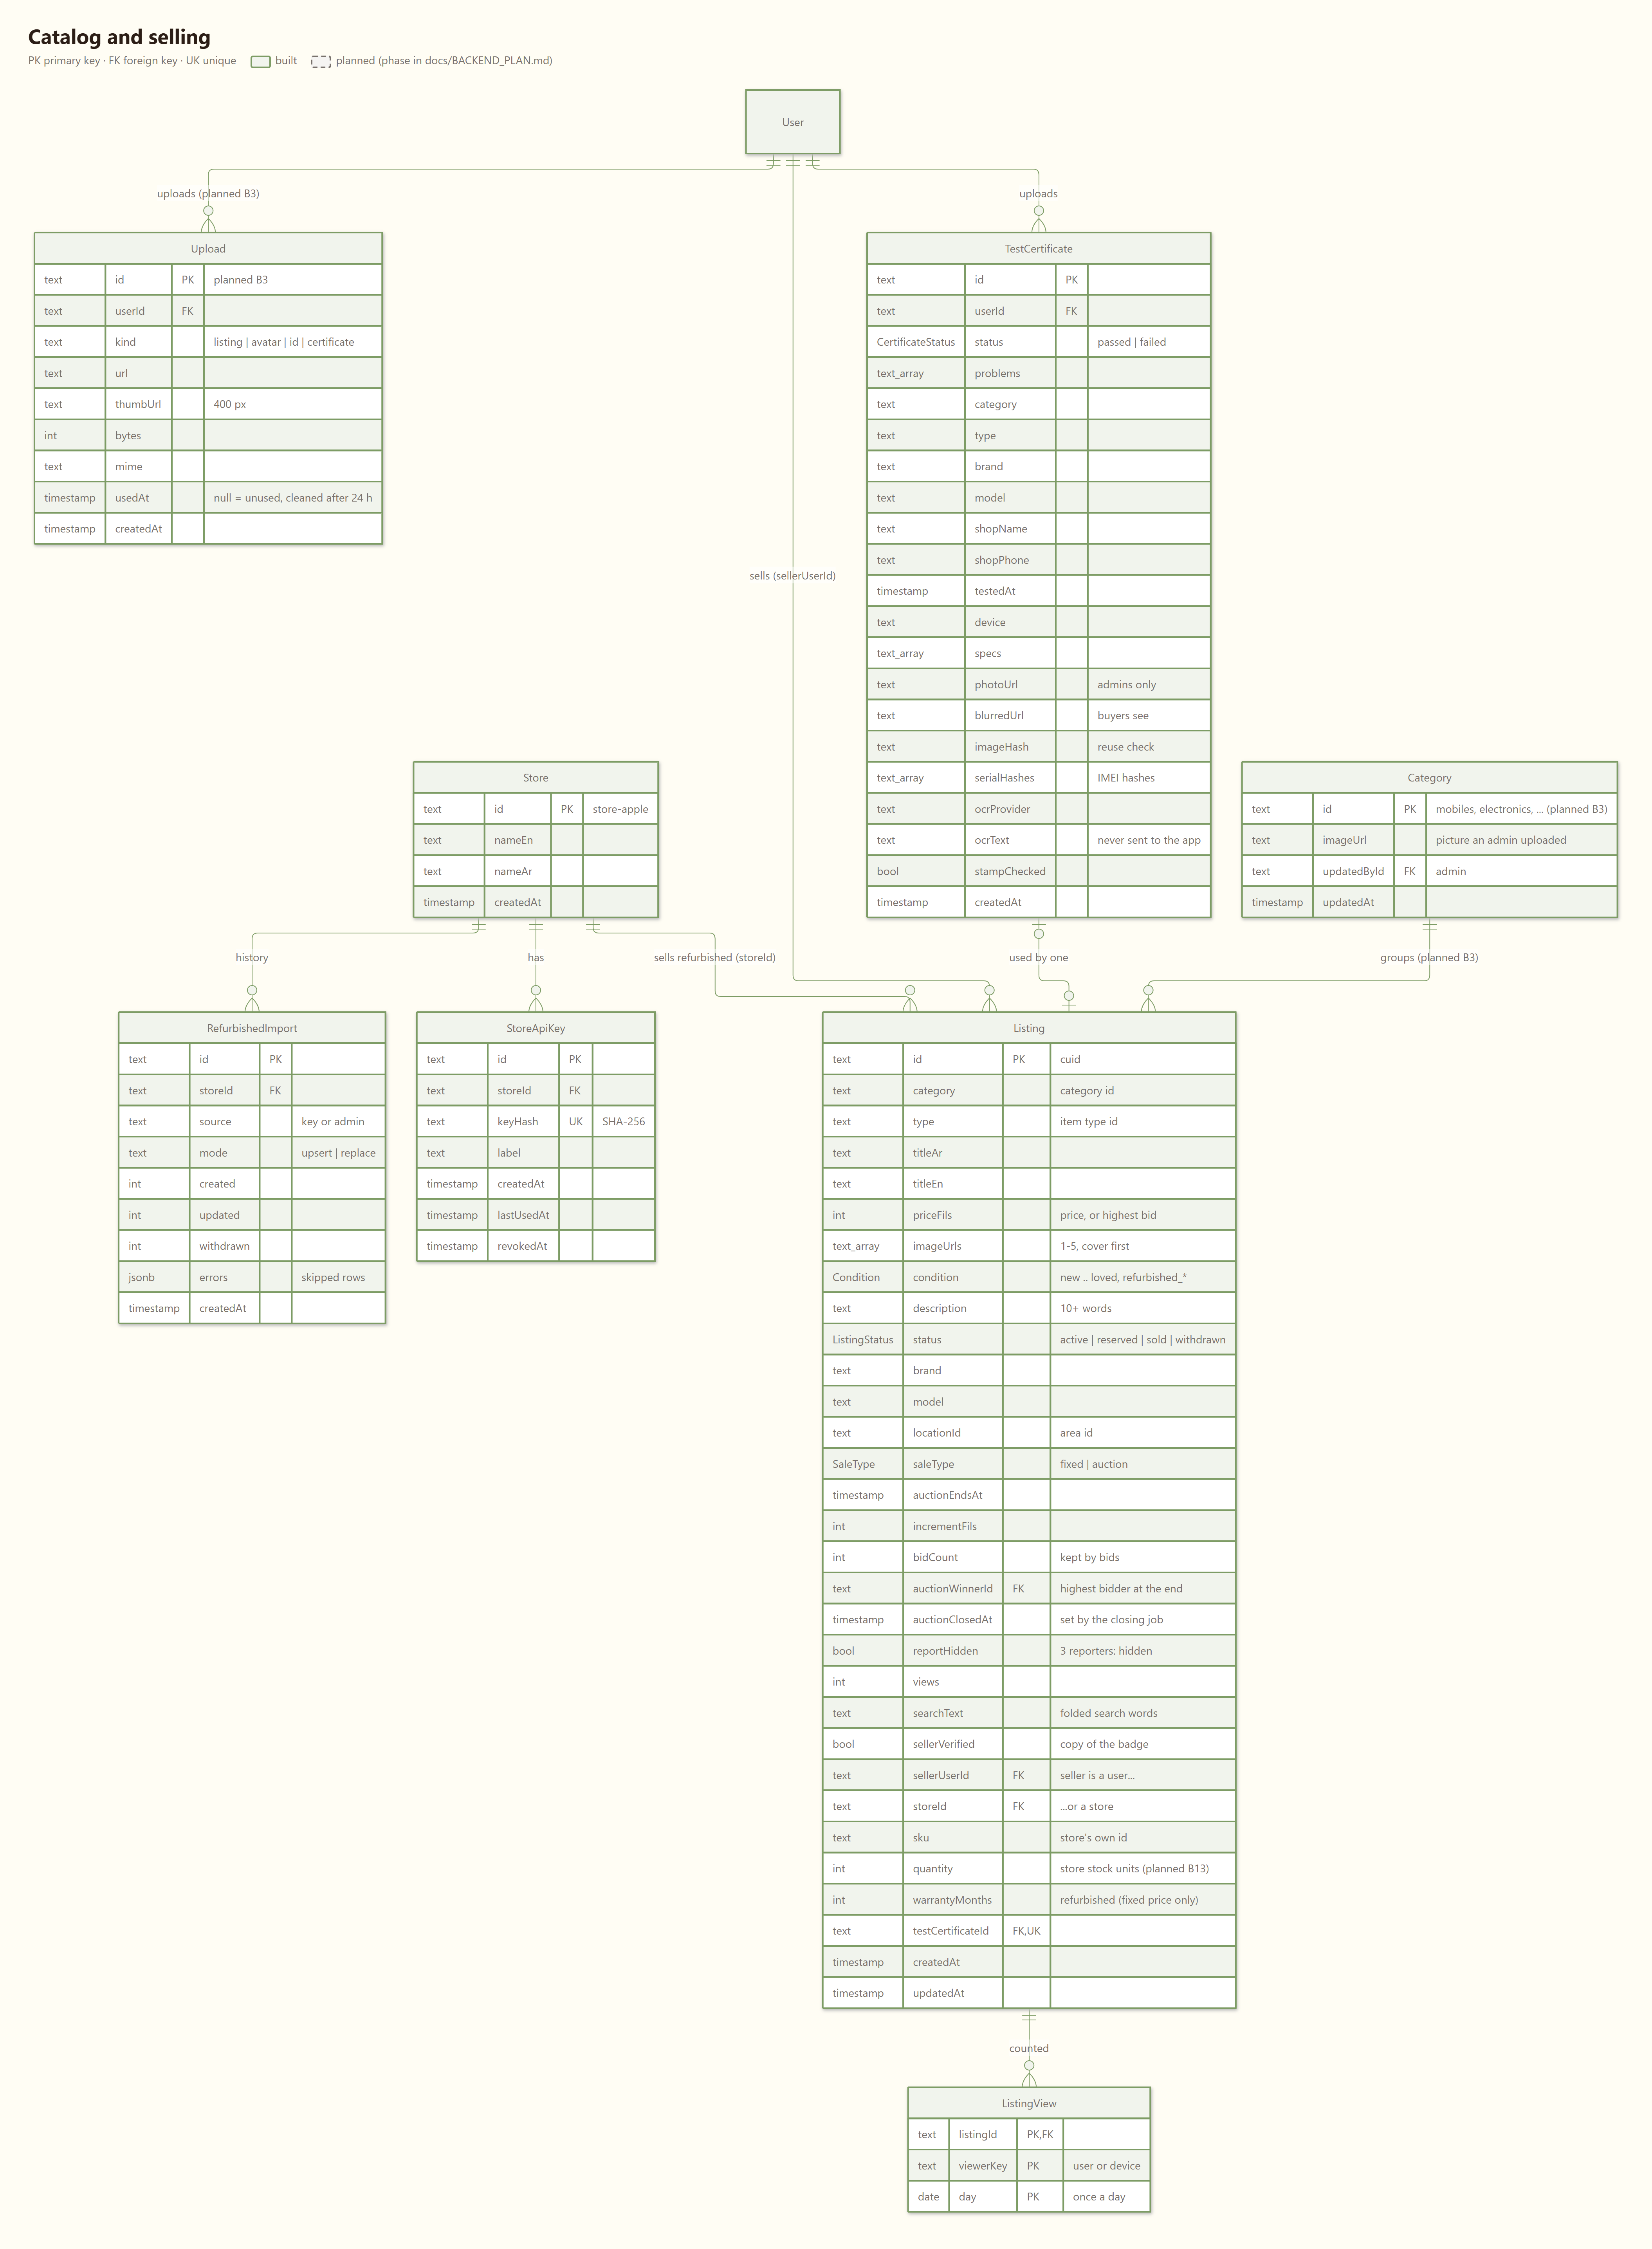 Catalog and selling
PK primary key · FK foreign key · UK unique built planned (phase in docs/BACKEND_PLAN.md)
User
uploads (planned B3)
uploads
sells (sellerUserId)
Upload
text id PK planned B3
text userId FK
text kind listing | avatar | id | certificate
text url
text thumbUrl 400 px
int bytes
text mime
timestamp usedAt null = unused, cleaned after 24 h
timestamp createdAt
TestCertificate
text id PK
text userId FK
CertificateStatus status passed | failed
text_array problems
text category
text type
text brand
text model
text shopName
text shopPhone
timestamp testedAt
text device
text_array specs
text photoUrl admins only
text blurredUrl buyers see
text imageHash reuse check
text_array serialHashes IMEI hashes
text ocrProvider
text ocrText never sent to the app
bool stampChecked
timestamp createdAt
Store
text id PK store-apple
text nameEn
text nameAr
timestamp createdAt
Category
text id PK mobiles, electronics, ... (planned B3)
text imageUrl picture an admin uploaded
text updatedById FK admin
timestamp updatedAt
history
has
sells refurbished (storeId)
used by one
groups (planned B3)
RefurbishedImport
text id PK
text storeId FK
text source key or admin
text mode upsert | replace
int created
int updated
int withdrawn
jsonb errors skipped rows
timestamp createdAt
StoreApiKey
text id PK
text storeId FK
text keyHash UK SHA-256
text label
timestamp createdAt
timestamp lastUsedAt
timestamp revokedAt
Listing
text id PK cuid
text category category id
text type item type id
text titleAr
text titleEn
int priceFils price, or highest bid
text_array imageUrls 1-5, cover first
Condition condition new .. loved, refurbished_*
text description 10+ words
ListingStatus status active | reserved | sold | withdrawn
text brand
text model
text locationId area id
SaleType saleType fixed | auction
timestamp auctionEndsAt
int incrementFils
int bidCount kept by bids
text auctionWinnerId FK highest bidder at the end
timestamp auctionClosedAt set by the closing job
bool reportHidden 3 reporters: hidden
int views
text searchText folded search words
bool sellerVerified copy of the badge
text sellerUserId FK seller is a user...
text storeId FK ...or a store
text sku store's own id
int quantity store stock units (planned B13)
int warrantyMonths refurbished (fixed price only)
text testCertificateId FK,UK
timestamp createdAt
timestamp updatedAt
counted
ListingView
text listingId PK,FK
text viewerKey PK user or device
date day PK once a day